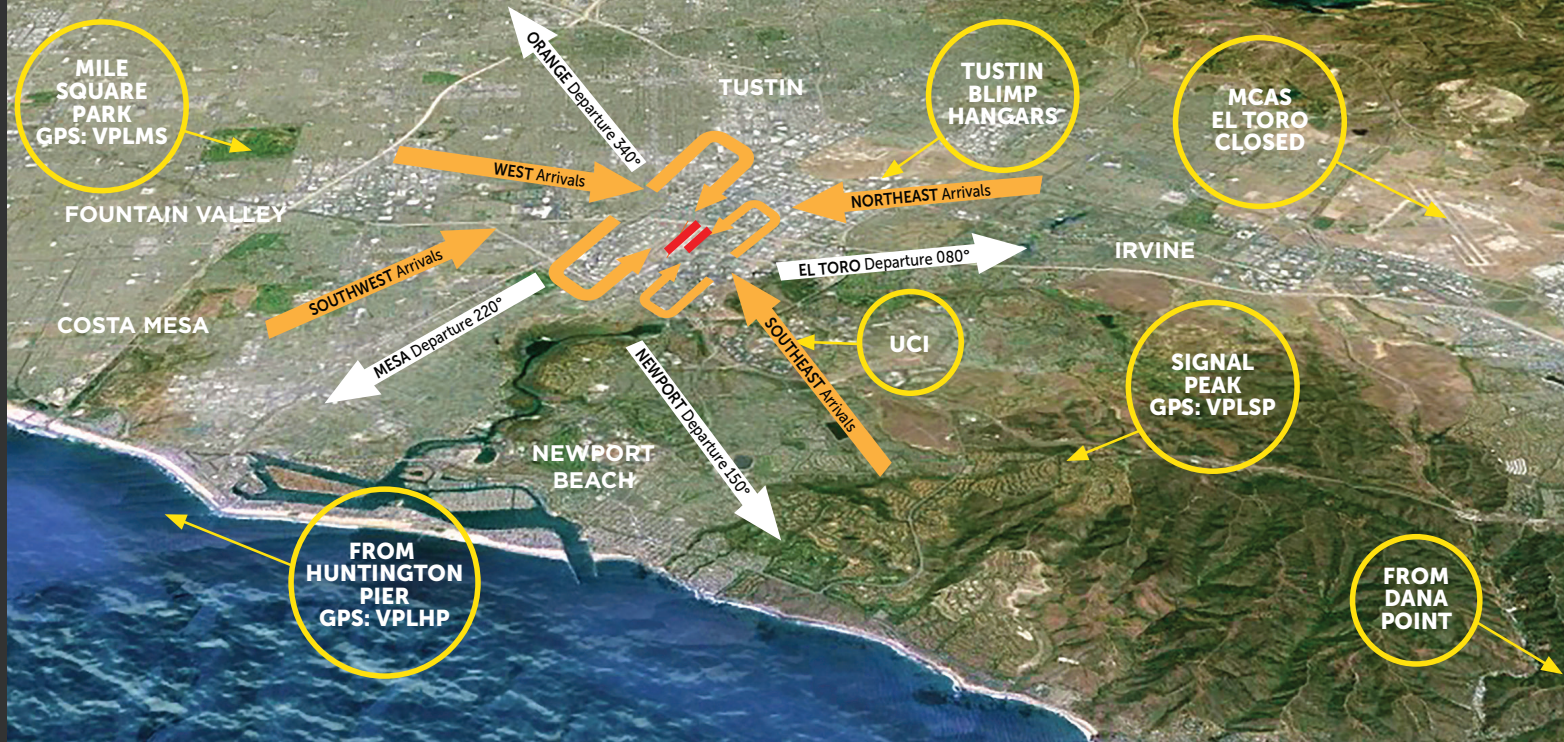 ORANGE Departure 340°
MILE
SQUARE
PARK
GPS: VPLMS
TUSTIN
TUSTIN
BLIMP
HANGARS
MCAS
EL TORO
CLOSED
WEST Arrivals
NORTHEAST Arrivals
FOUNTAIN VALLEY
SOUTHWEST Arrivals
EL TORO Departure 080°
IRVINE
COSTA MESA
MESA Departure 220°
NEWPORT Departure 150°
SOUTHEAST Arrivals
UCI
SIGNAL
PEAK
GPS: VPLSP
NEWPORT
BEACH
FROM
HUNTINGTON
PIER
GPS: VPLHP
FROM
DANA
POINT